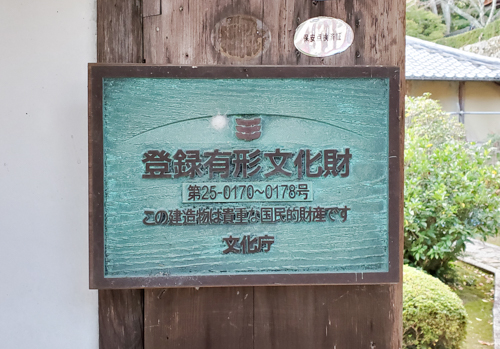 登録有形文化財
第25-0170～0178号
この建造物は貴重な国民的財産です
文化庁